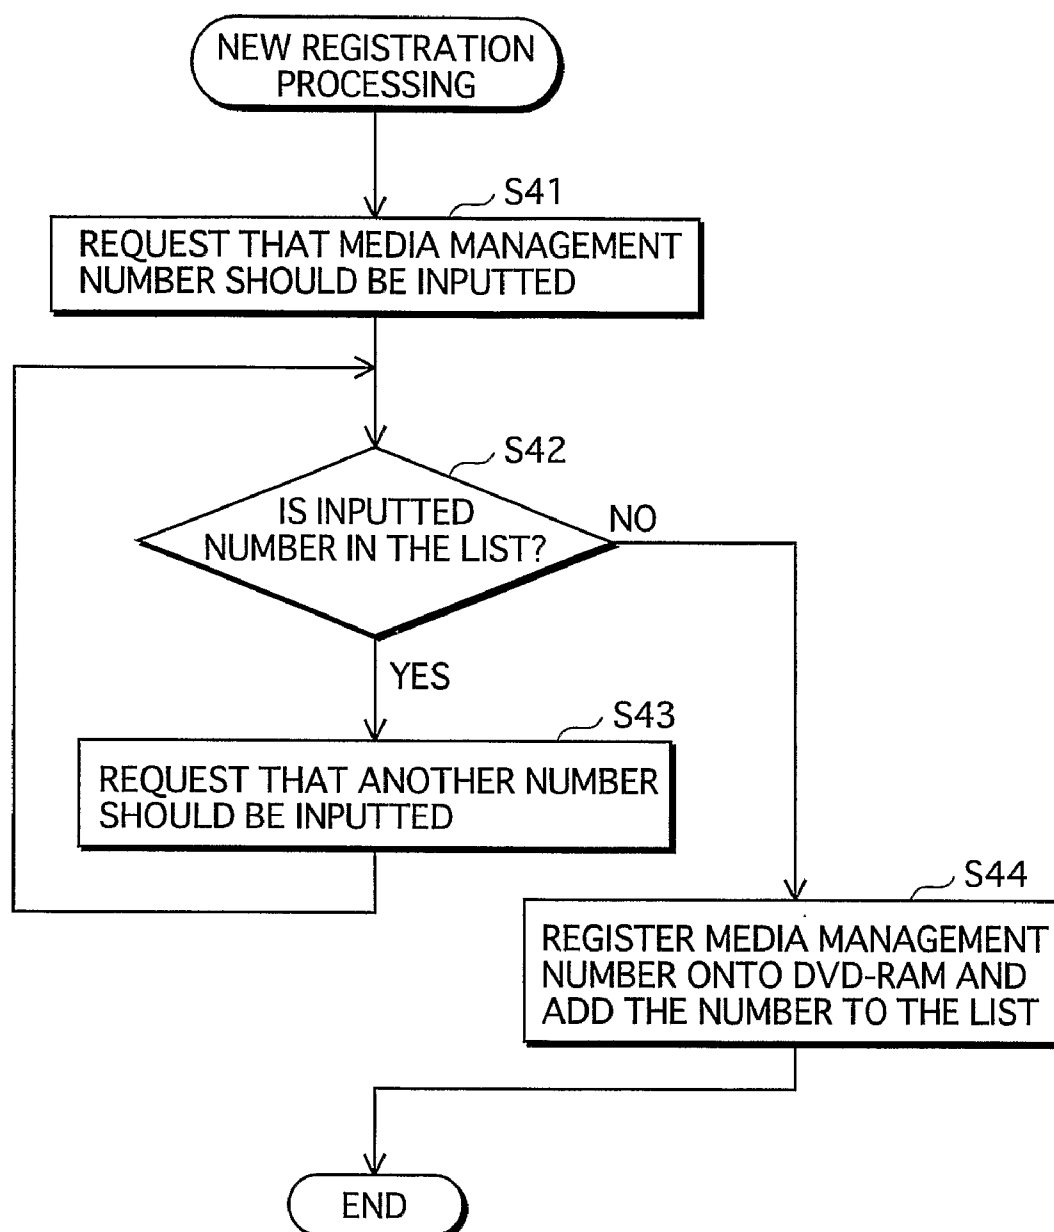 NEW REGISTRATION
PROCESSING
S41
REQUEST THAT MEDIA MANAGEMENT
NUMBER SHOULD BE INPUTTED
S42
IS INPUTTED
NUMBER IN THE LIST?
NO
YES
S43
REQUEST THAT ANOTHER NUMBER
SHOULD BE INPUTTED
S44
REGISTER MEDIA MANAGEMENT
NUMBER ONTO DVD-RAM AND
ADD THE NUMBER TO THE LIST
END